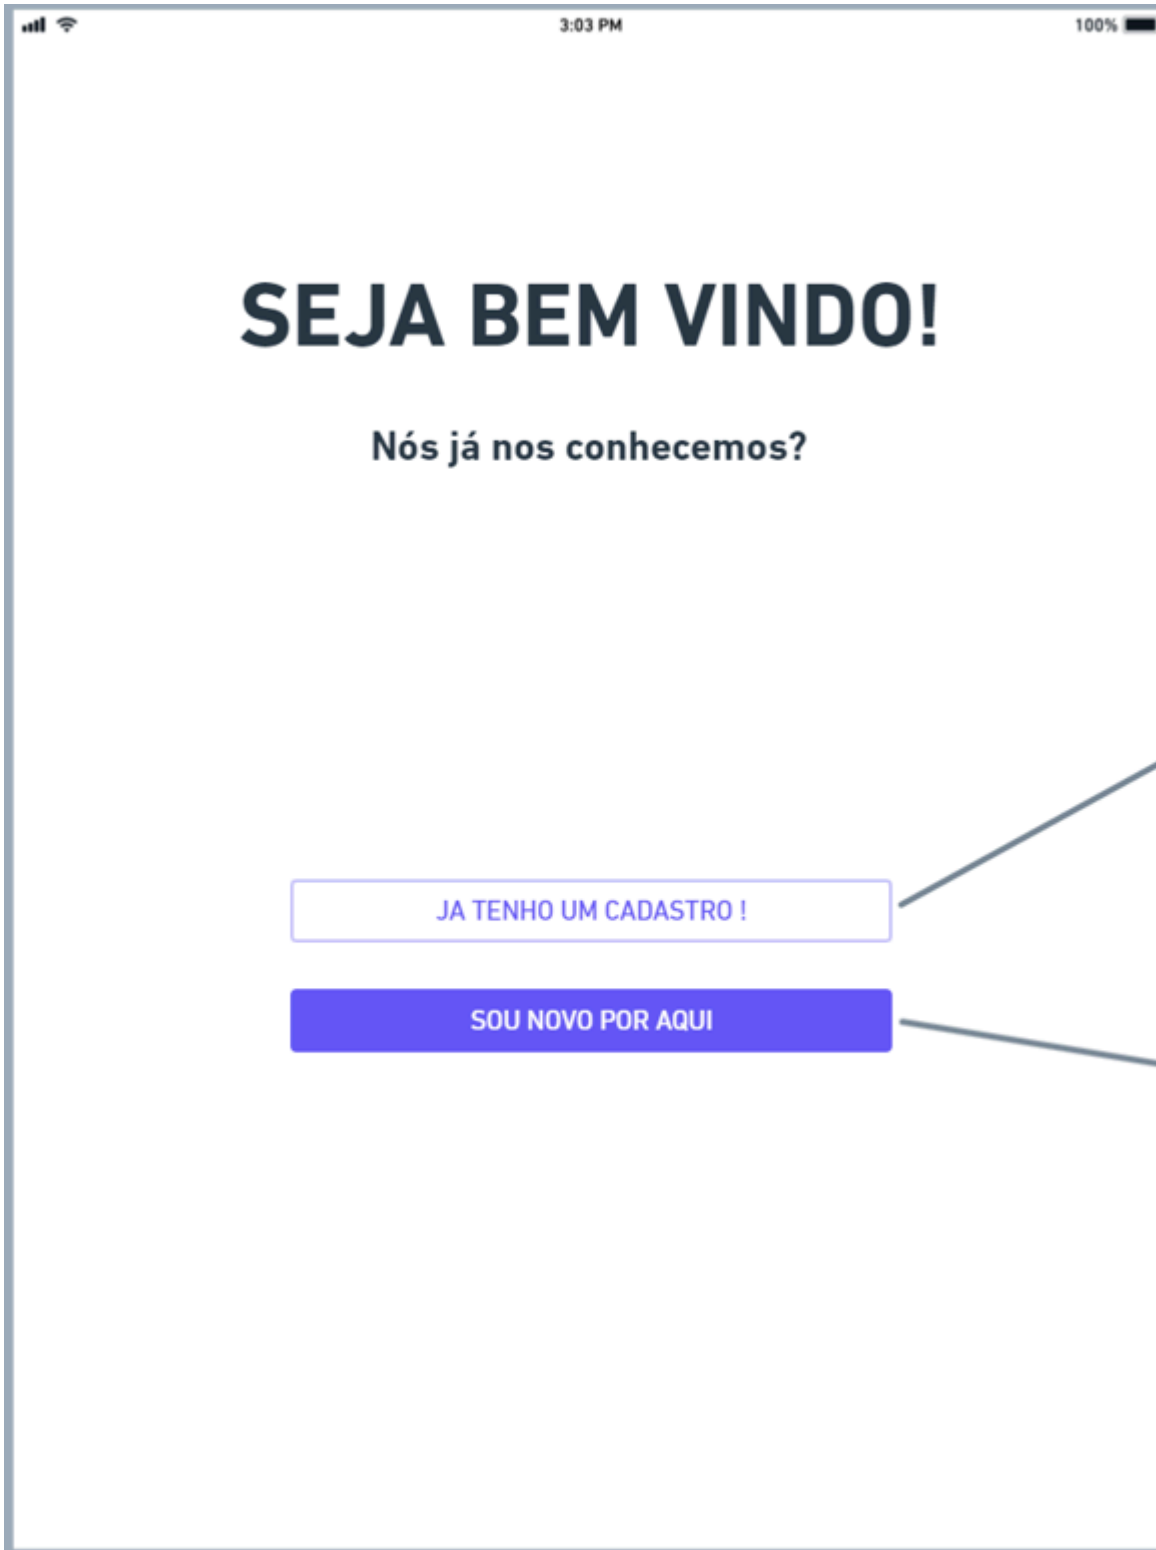 3:03 PM
100%
SEJA BEM VINDO!
Nós já nos conhecemos?
JA TENHO UM CADASTRO !
SOU NOVO POR AQUI